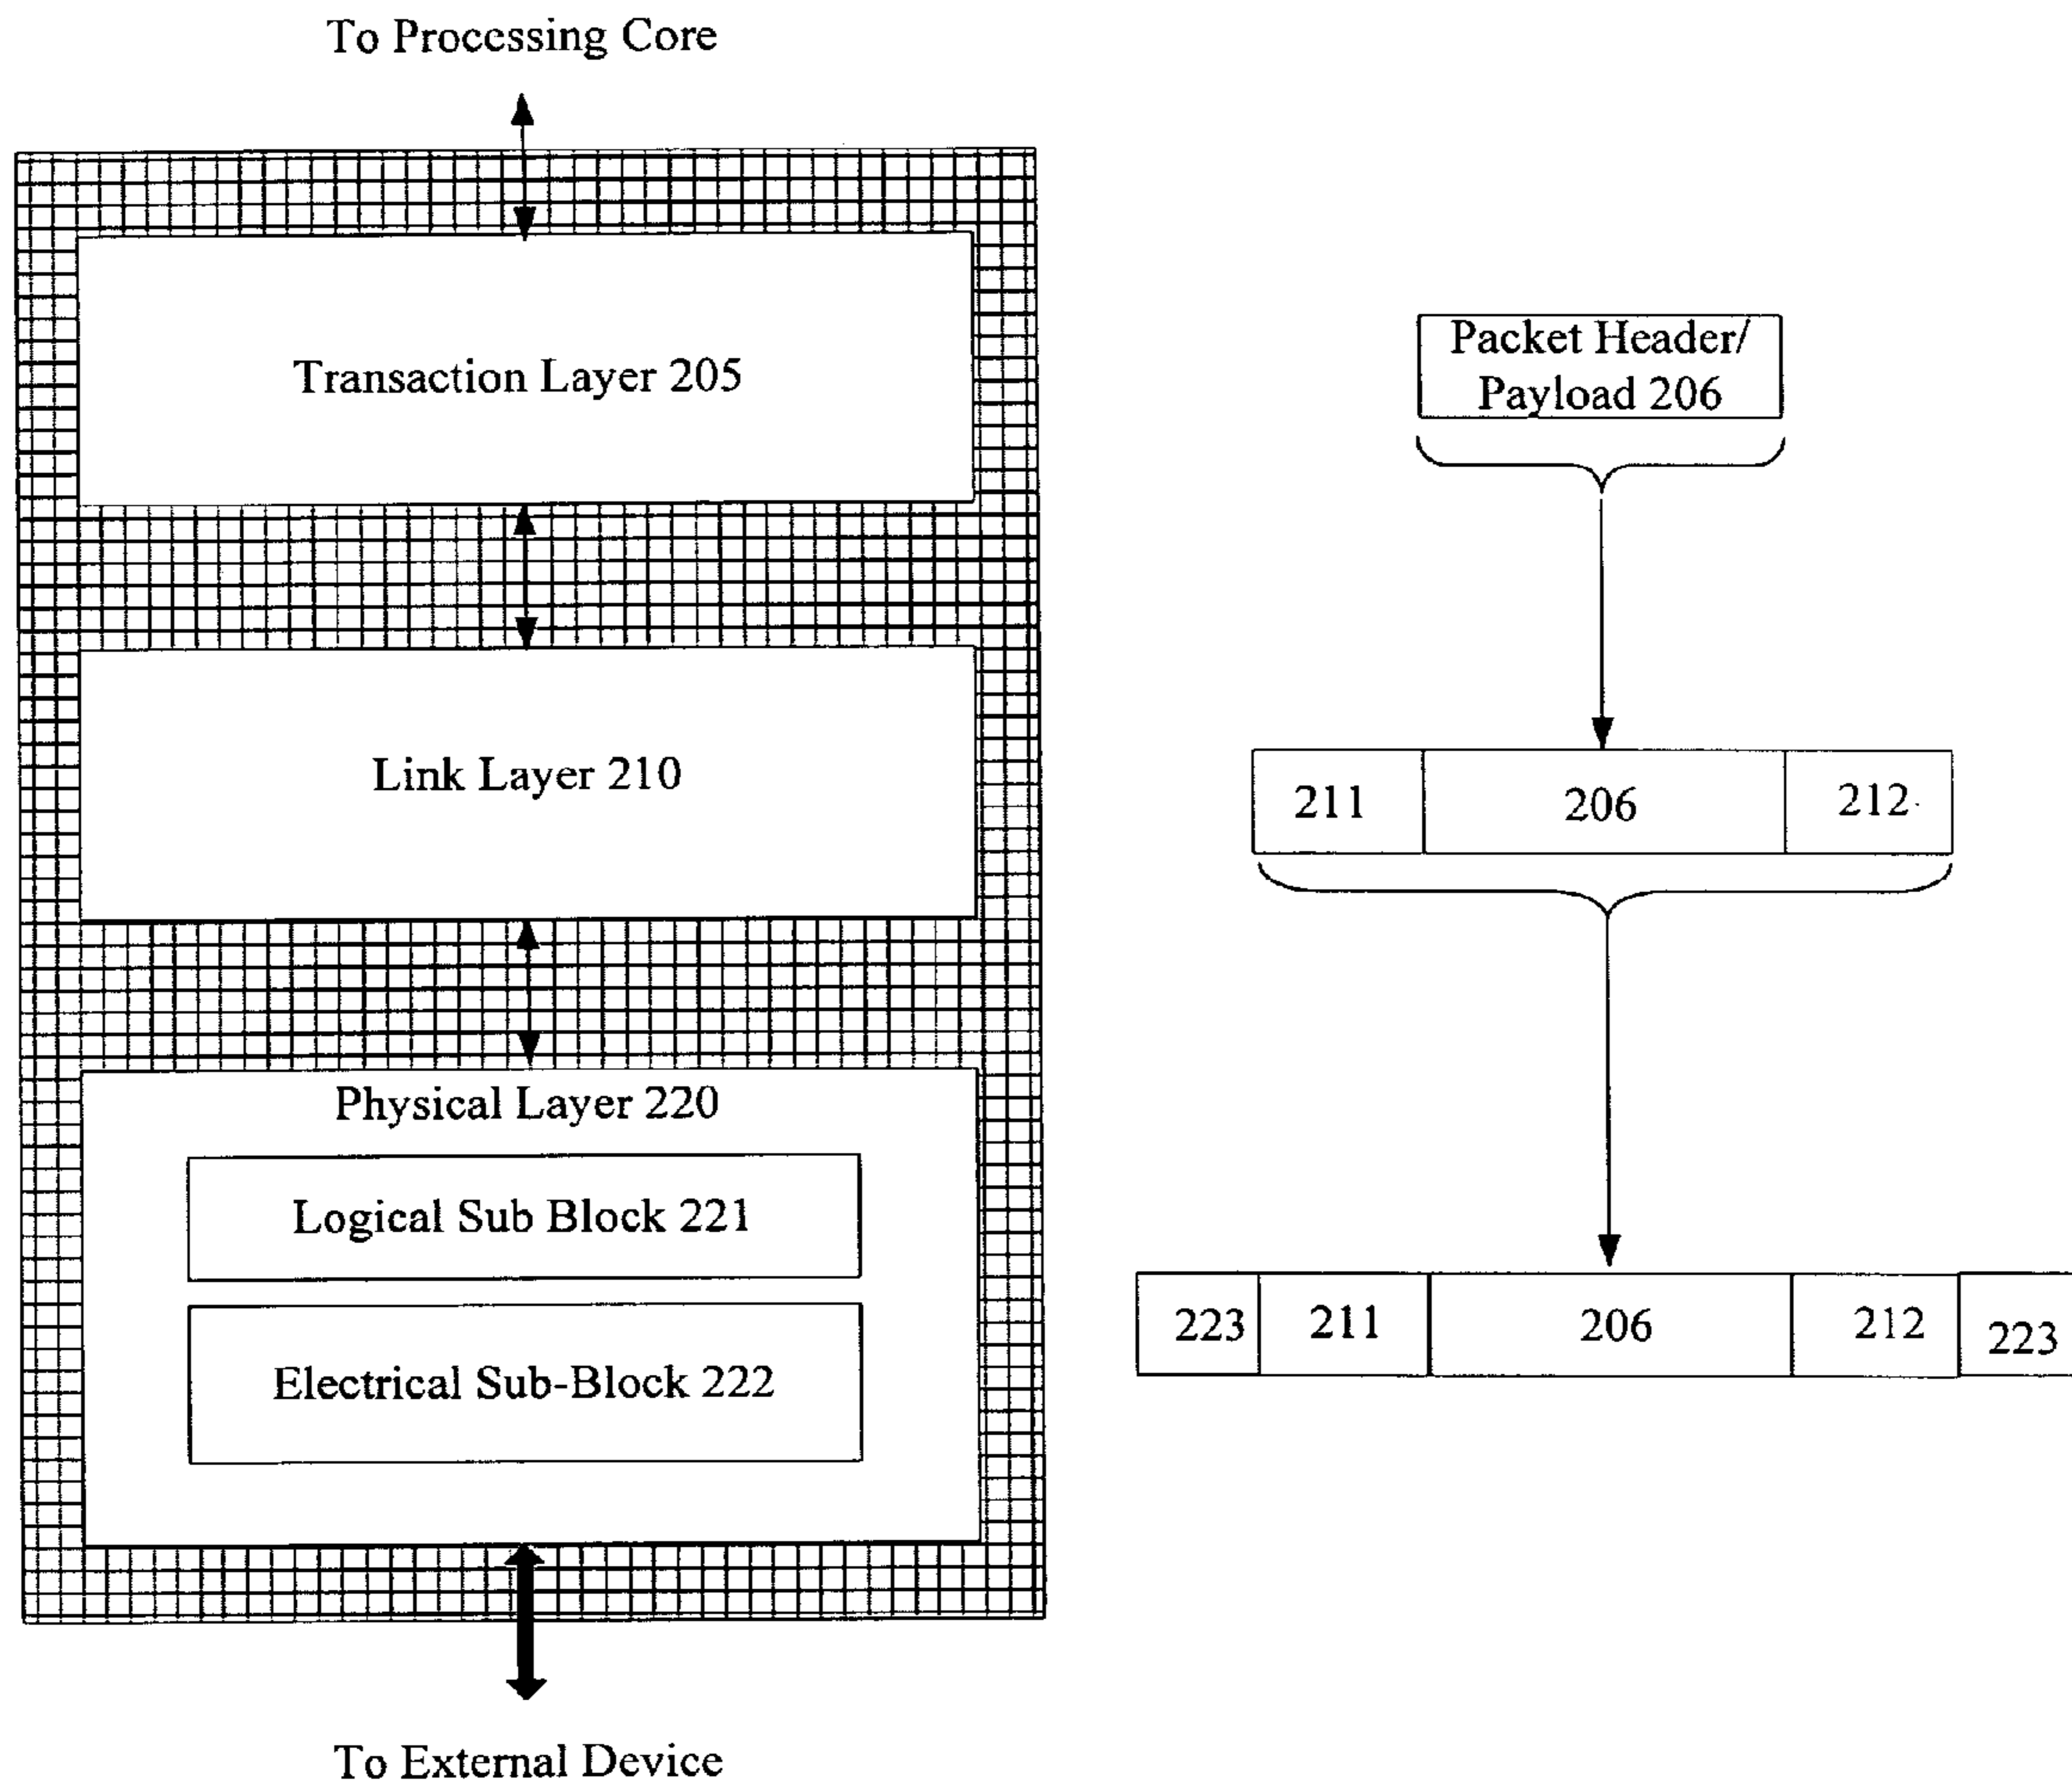 To Processing Core
Transaction Layer 205
Packet Header/
Payload 206
Link Layer 210
211 206 212
Physical Layer 220
Logical Sub Block 221
Electrical Sub-Block 222
223 211 206 212 223
To External Device